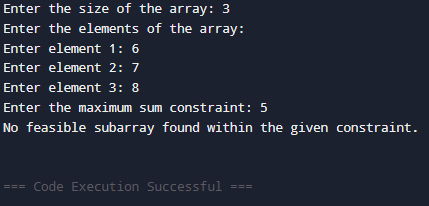 Enter the size of the array: 3
Enter the elements of the array:
Enter element 1: 6
Enter element 2: 7
Enter element 3: 8
Enter the maximum sum constraint: 5
No feasible subarray found within the given constraint.
=== Code Execution Successful ===